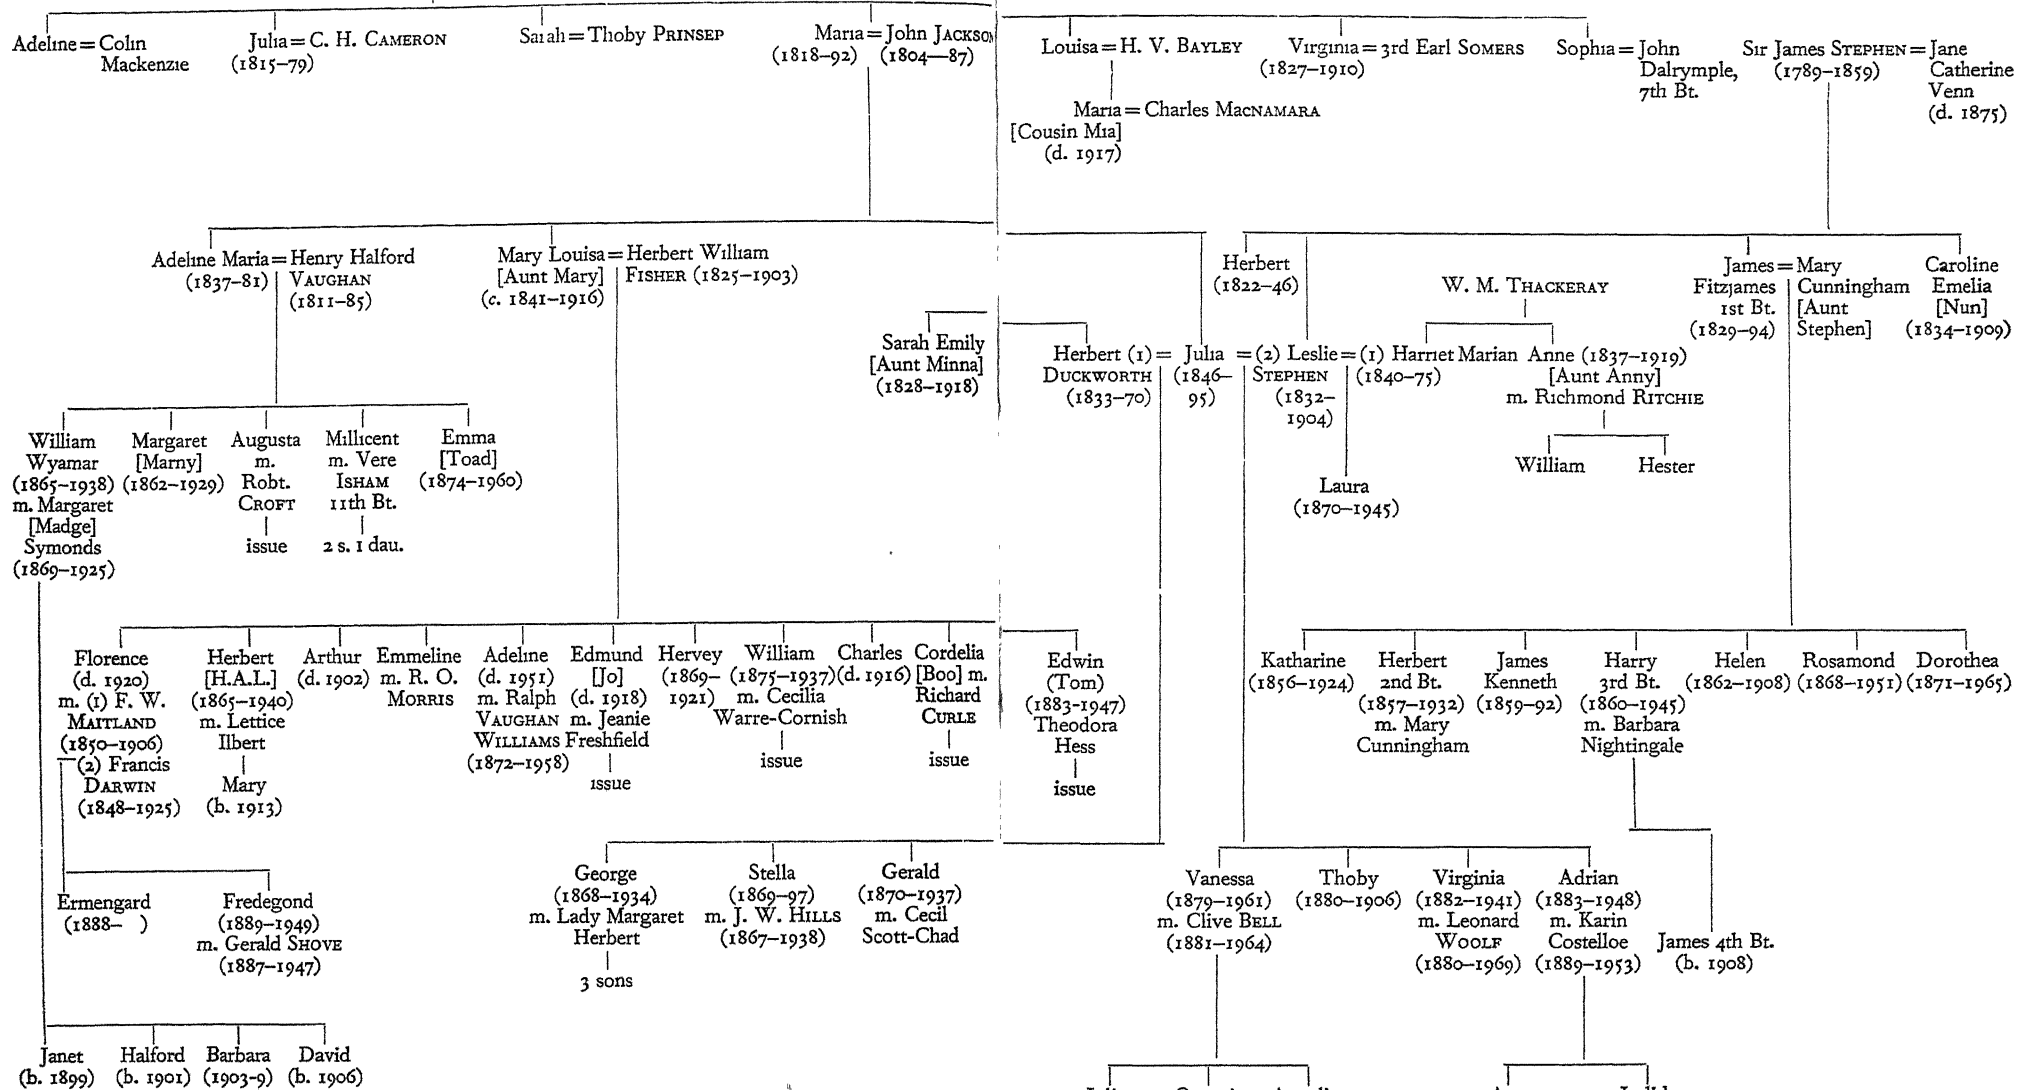 Adeline = Colin
Mackenzie
Julia = C. H. CAMERON
(1815–79)
Sarah = Thoby PRINSEP
Maria = John JACKSON
(1818–92) (1804—87)
Louisa = H. V. BAYLEY
Virginia = 3rd Earl SOMERS
(1827–1910)
Sophia = John
Dalrymple,
7th Bt.
Sir James STEPHEN = Jane
(1789–1859) Catherine
Venn
(d. 1875)
Maria = Charles MACNAMARA
[Cousin Mia]
(d. 1917)
Adeline Maria = Henry Halford
(1837–81) VAUGHAN
(1811–85)
Mary Louisa = Herbert William
[Aunt Mary] FISHER (1825–1903)
(c. 1841–1916)
Herbert
(1822–46)
W. M. THACKERAY
James = Mary
Fitzjames Cunningham
1st Bt. [Aunt
(1829–94) Stephen]
Caroline
Emelia
[Nun]
(1834–1909)
Sarah Emily
[Aunt Minna]
(1828–1918)
Herbert (1) = Julia = (2) Leslie = (1) Harriet Marian Anne (1837–1919)
DUCKWORTH (1846– STEPHEN (1840–75) [Aunt Anny]
(1833–70) 95) (1832– m. Richmond RITCHIE
1904)
William Hester
Laura
(1870–1945)
William
Wyamar
(1865–1938)
m. Margaret
[Madge]
Symonds
(1869–1925)
Margaret
[Marny]
(1862–1929)
Augusta
m.
Robt.
CROFT
issue
Millicent
m. Vere
ISHAM
11th Bt.
2 s. 1 dau.
Emma
[Toad]
(1874–1960)
Florence
(d. 1920)
m. (1) F. W.
MAITLAND
(1850–1906)
(2) Francis
DARWIN
(1848–1925)
Herbert
[H.A.L.]
(1865–1940)
m. Lettice
Ilbert
Mary
(b. 1913)
Arthur
(d. 1902)
Emmeline
m. R. O.
MORRIS
Adeline
(d. 1951)
m. Ralph
VAUGHAN
WILLIAMS
(1872–1958)
Edmund
[Jo]
(d. 1918)
m. Jeanie
Freshfield
issue
Hervey
(1869–
1921)
William
(1875–1937)
m. Cecilia
Warre-Cornish
issue
Charles
(d. 1916)
Cordelia
[Boo] m.
Richard
CURLE
issue
Edwin
(Tom)
(1883-1947)
Theodora
Hess
issue
Katharine
(1856–1924)
Herbert
2nd Bt.
(1857–1932)
m. Mary
Cunningham
James
Kenneth
(1859–92)
Harry
3rd Bt.
(1860–1945)
m. Barbara
Nightingale
Helen
(1862–1908)
Rosamond
(1868–1951)
Dorothea
(1871–1965)
Ermengard
(1888– )
Fredegond
(1889–1949)
m. Gerald SHOVE
(1887–1947)
George
(1868–1934)
m. Lady Margaret
Herbert
3 sons
Stella
(1869–97)
m. J. W. HILLS
(1867–1938)
Gerald
(1870–1937)
m. Cecil
Scott-Chad
Vanessa
(1879–1961)
m. Clive BELL
(1881–1964)
Thoby
(1880–1906)
Virginia
(1882–1941)
m. Leonard
WOOLF
(1880–1969)
Adrian
(1883–1948)
m. Karin
Costelloe
(1889–1953)
James 4th Bt.
(b. 1908)
Janet
(b. 1899)
Halford
(b. 1901)
Barbara
(1903-9)
David
(b. 1906)